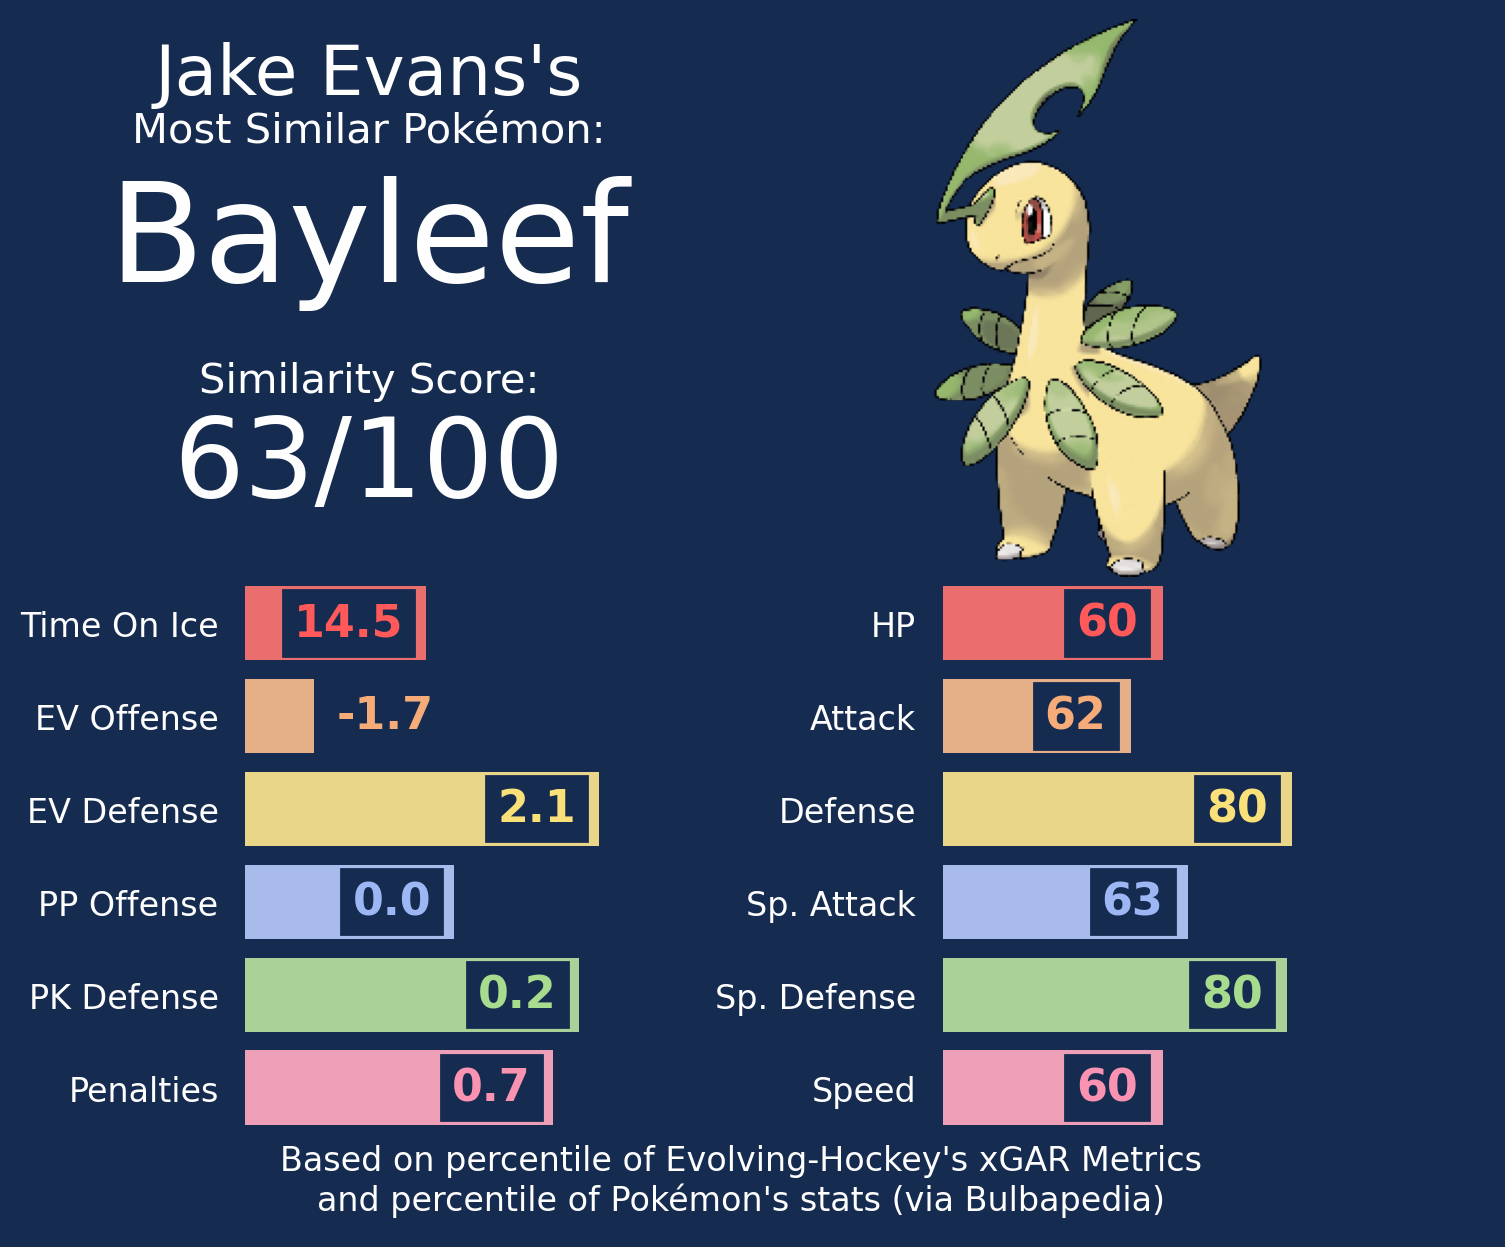 Jake Evans's
Most Similar Pokémon:
Bayleef
Similarity Score:
63/100
Time On Ice 14.5
EV Offense -1.7
EV Defense 2.1
PP Offense 0.0
PK Defense 0.2
Penalties 0.7
HP 60
Attack 62
Defense 80
Sp. Attack 63
Sp. Defense 80
Speed 60
Based on percentile of Evolving-Hockey's xGAR Metrics
and percentile of Pokémon's stats (via Bulbapedia)